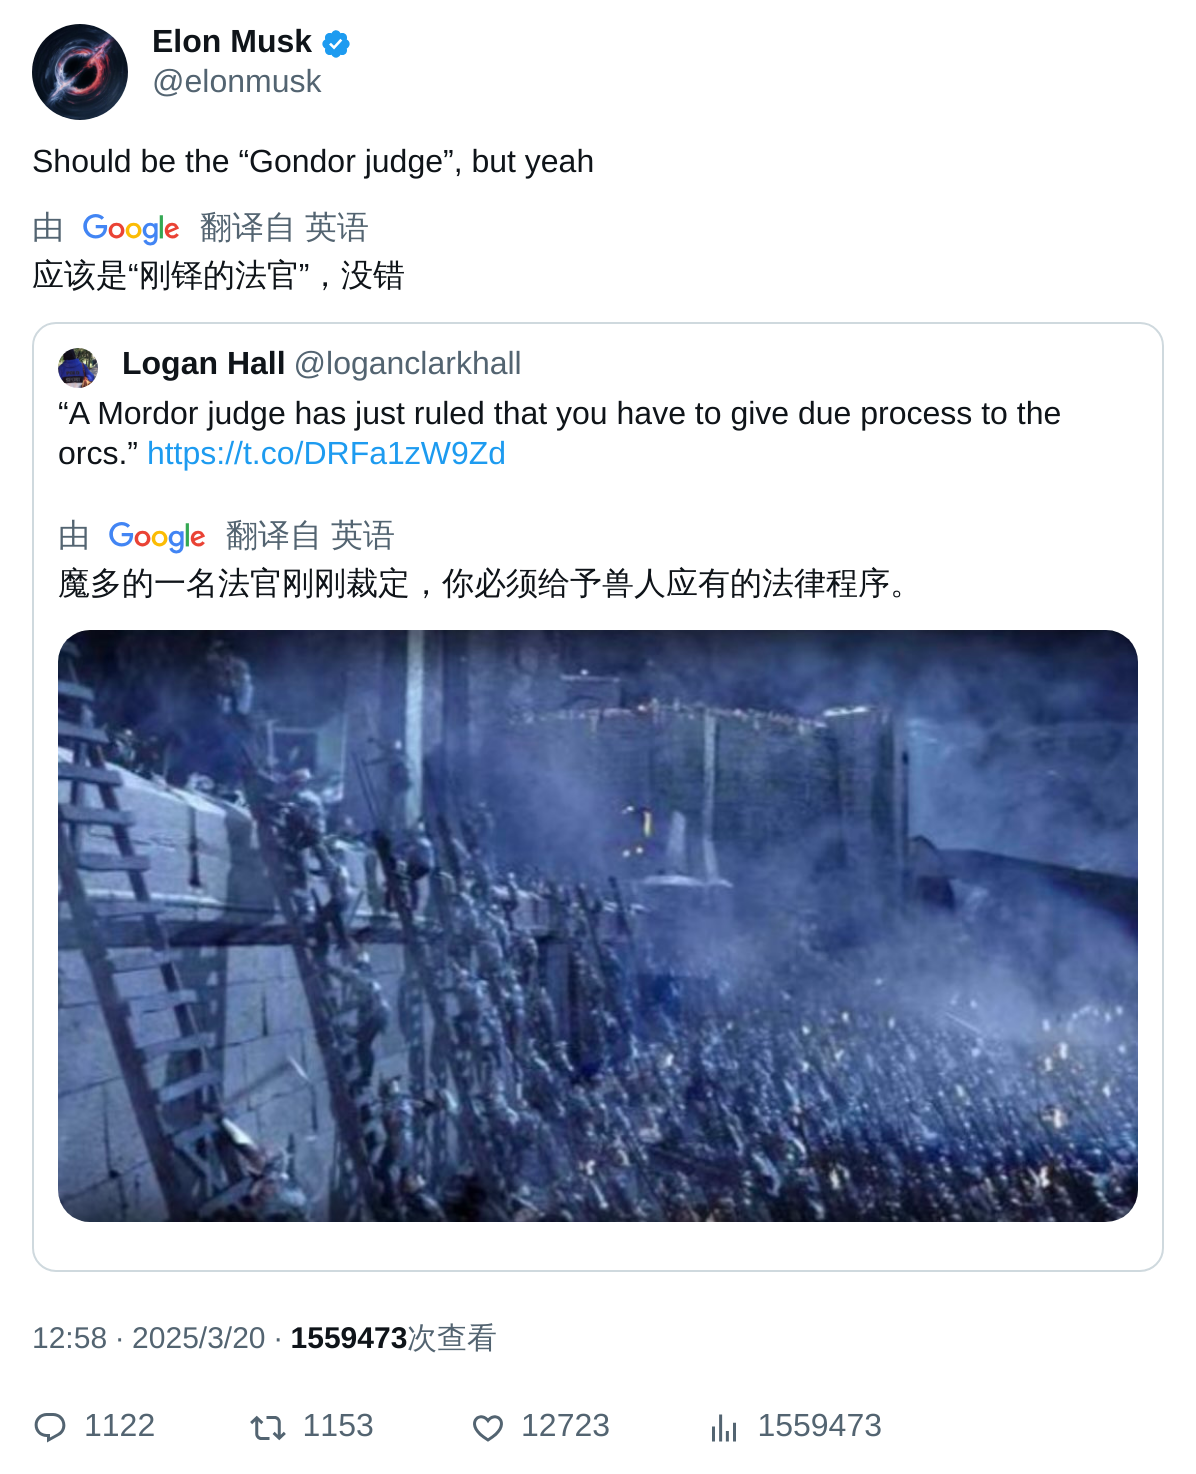 Elon Musk
@elonmusk
Should be the “Gondor judge”, but yeah
由 Google 翻译自 英语
应该是“刚铎的法官”，没错
Logan Hall @loganclarkhall
“A Mordor judge has just ruled that you have to give due process to the
orcs.” https://t.co/DRFa1zW9Zd
由 Google 翻译自 英语
魔多的一名法官刚刚裁定，你必须给予兽人应有的法律程序。
12:58 · 2025/3/20 · 1559473次查看
1122 1153 12723 1559473